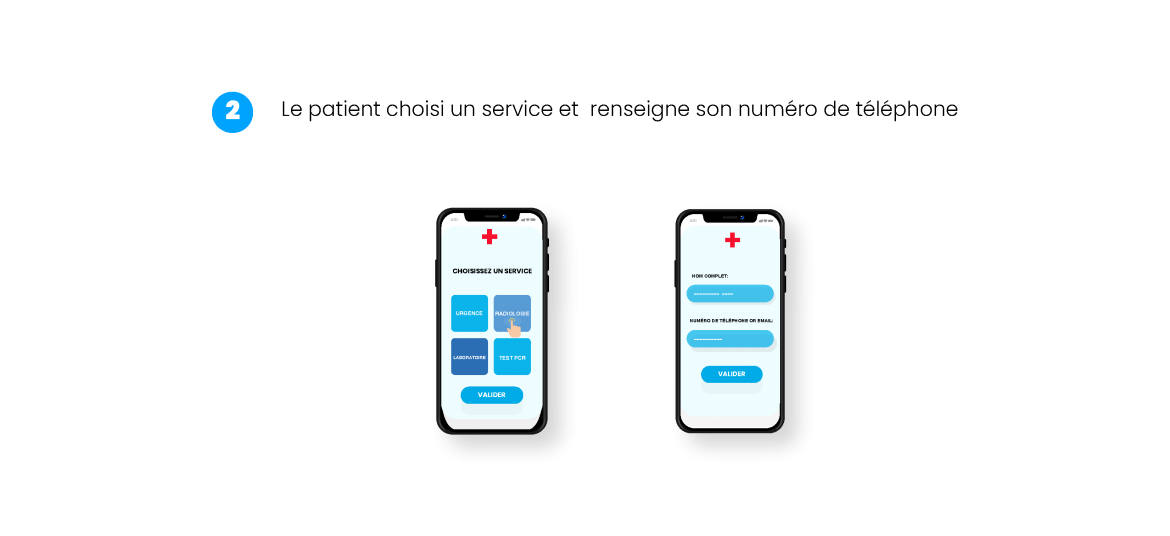 2
Le patient choisi un service et  renseigne son numéro de téléphone
CHOISISSEZ UN SERVICE
URGENCE
RADIOLOGIE
LABORATOIRE
TEST PCR
VALIDER
NOM COMPLET:
NUMÉRO DE TÉLÉPHONE OR EMAIL:
VALIDER